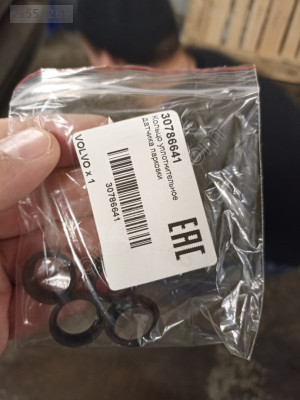 30786641
Кольцо уплотнительное
датчика парковки
VOLVO x 1
30786641
EAC